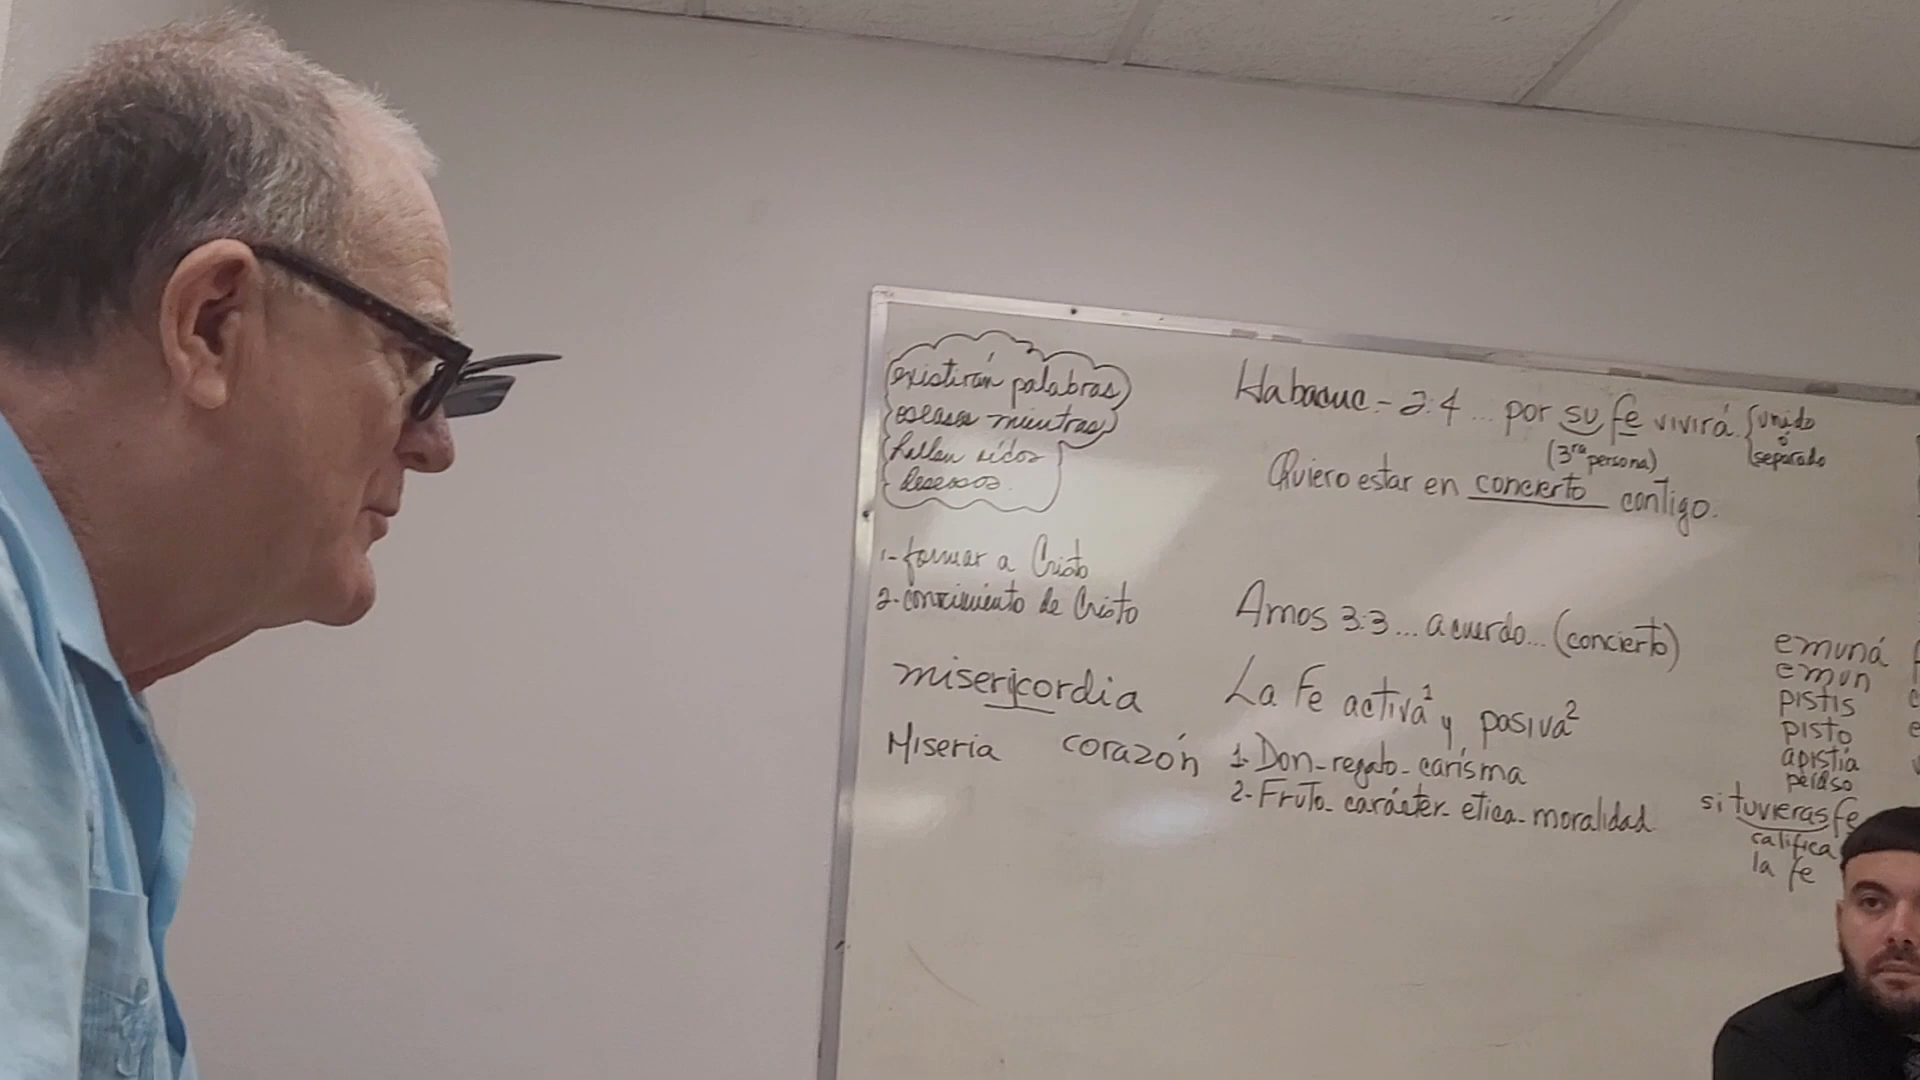 existirán palabras
escasas mientras
hallen oídos
deseosos.
1- formar a Cristo
2- conocimiento de Cristo
misericordia
Miseria corazón
Habacuc - 2:4 ... por su fe vivirá {unido
ó
separado
(3ra persona)
Quiero estar en concierto contigo.
Amos 3:3 ... acuerdo ... (concierto)
La Fe activa¹ y pasiva²
1- Don - regalo - carisma
2- Fruto - carácter - etica - moralidad
emuná
emun
pistis
pisto
apistía
si tuvieras fe
califica
la fe